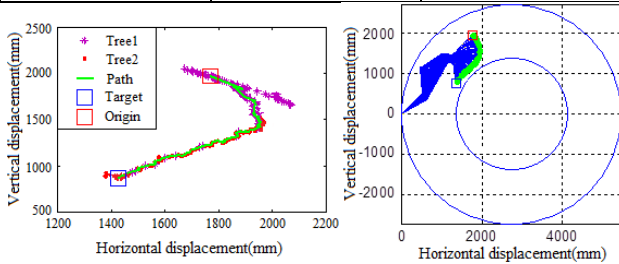 Vertical displacement(mm)
2500
2000
1500
1000
500
Tree1
Tree2
Path
Target
Origin
1200
1400
1600
1800
2000
2200
Horizontal displacement(mm)
Vertical displacement(mm)
2000
1000
0
-1000
-2000
0
2000
4000
Horizontal displacement(mm)